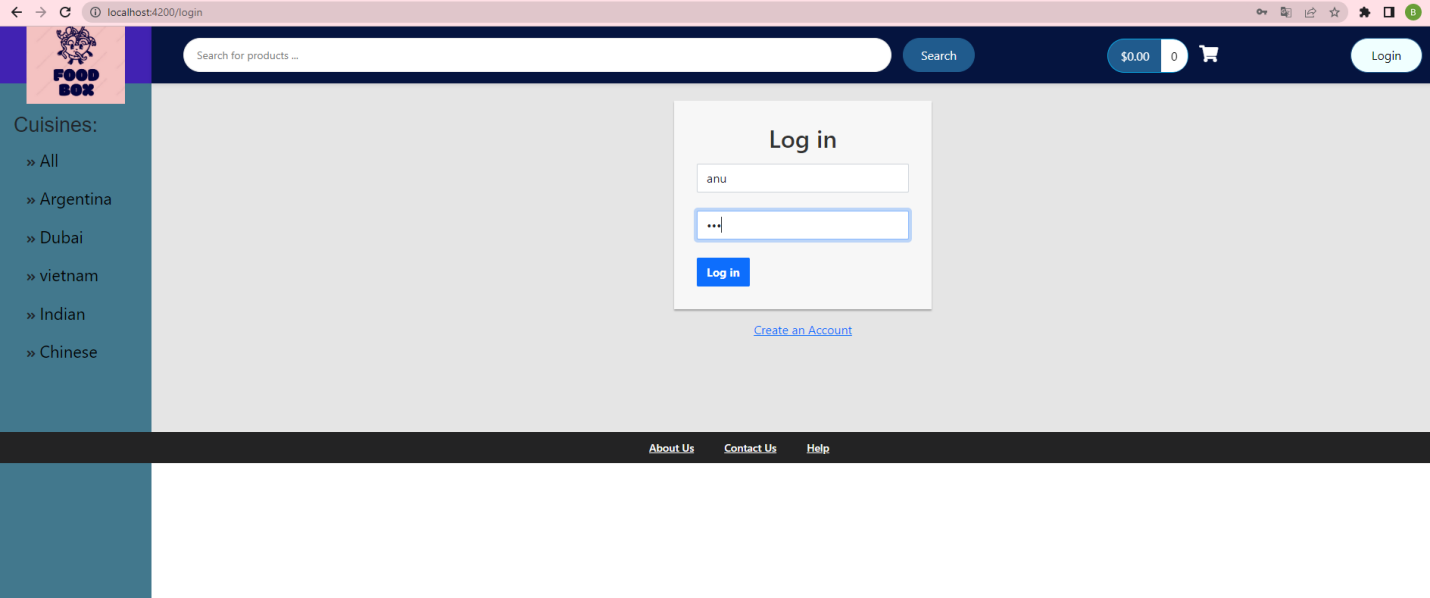 localhost:4200/login
B
FOOD
BOX
Search for products ...
Search
$0.00
0
Login
Cuisines:
» All
» Argentina
» Dubai
» vietnam
» Indian
» Chinese
Log in
anu
•••
Log in
Create an Account
About Us Contact Us Help